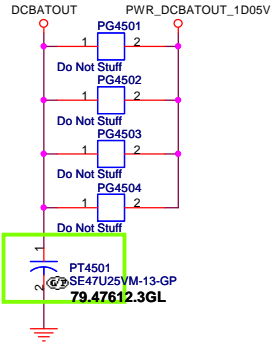 DCBATOUT PWR_DCBATOUT_1D05V
PG4501
1 2
Do Not Stuff
PG4502
1 2
Do Not Stuff
PG4503
1 2
Do Not Stuff
PG4504
1 2
Do Not Stuff
1
PT4501
2 SE47U25VM-13-GP
79.47612.3GL